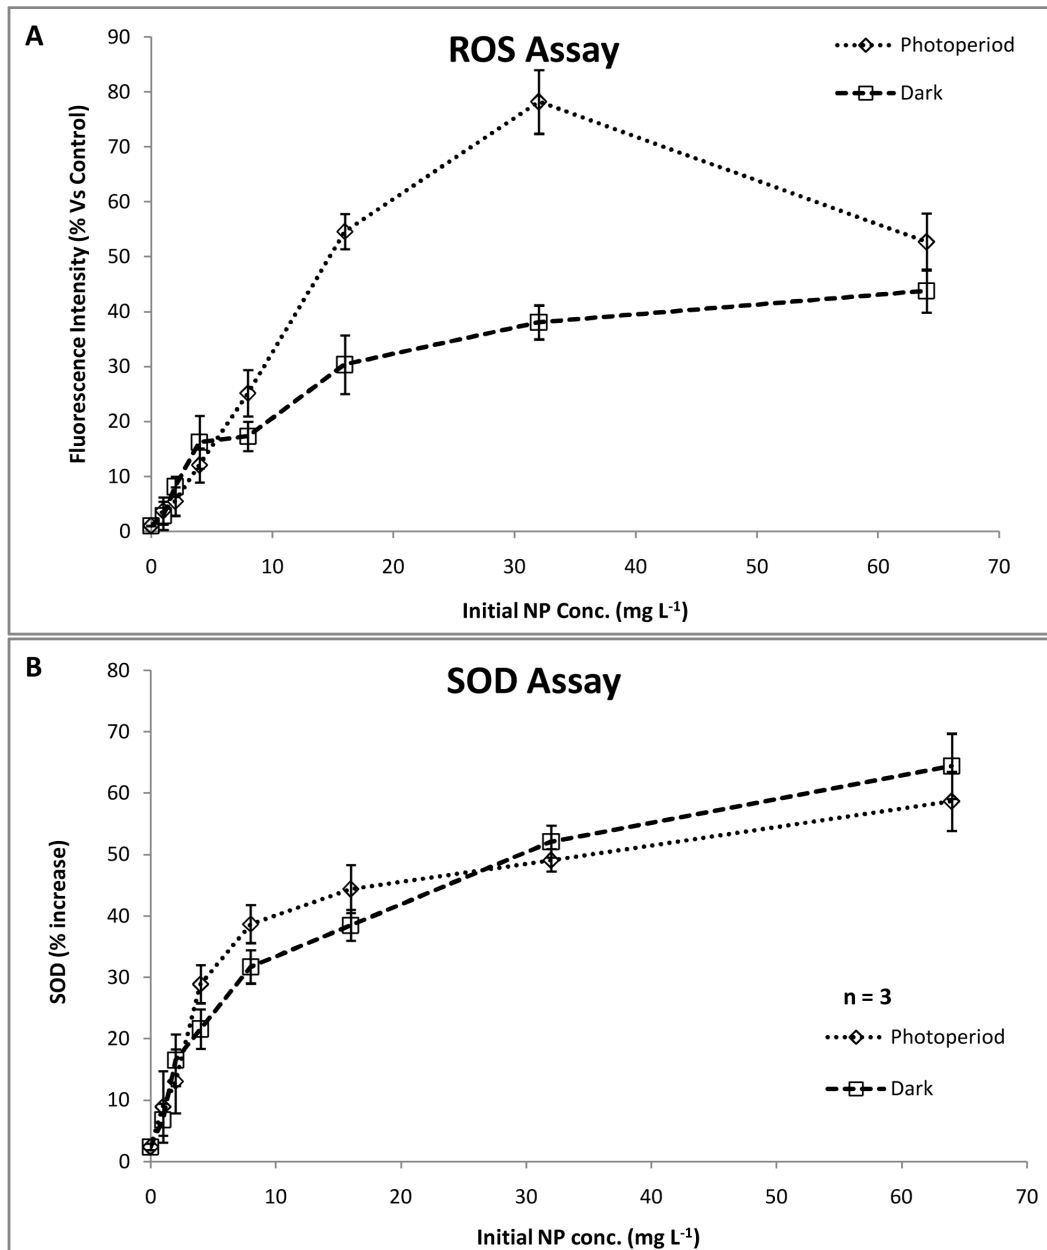 A
ROS Assay
Photoperiod
Dark
Fluorescence Intensity (% Vs Control)
90
80
70
60
50
40
30
20
10
0
0 10 20 30 40 50 60 70
Initial NP Conc. (mg L⁻¹)
B
SOD Assay
SOD (% increase)
80
70
60
50
40
30
20
10
0
n = 3
Photoperiod
Dark
0 10 20 30 40 50 60 70
Initial NP conc. (mg L⁻¹)